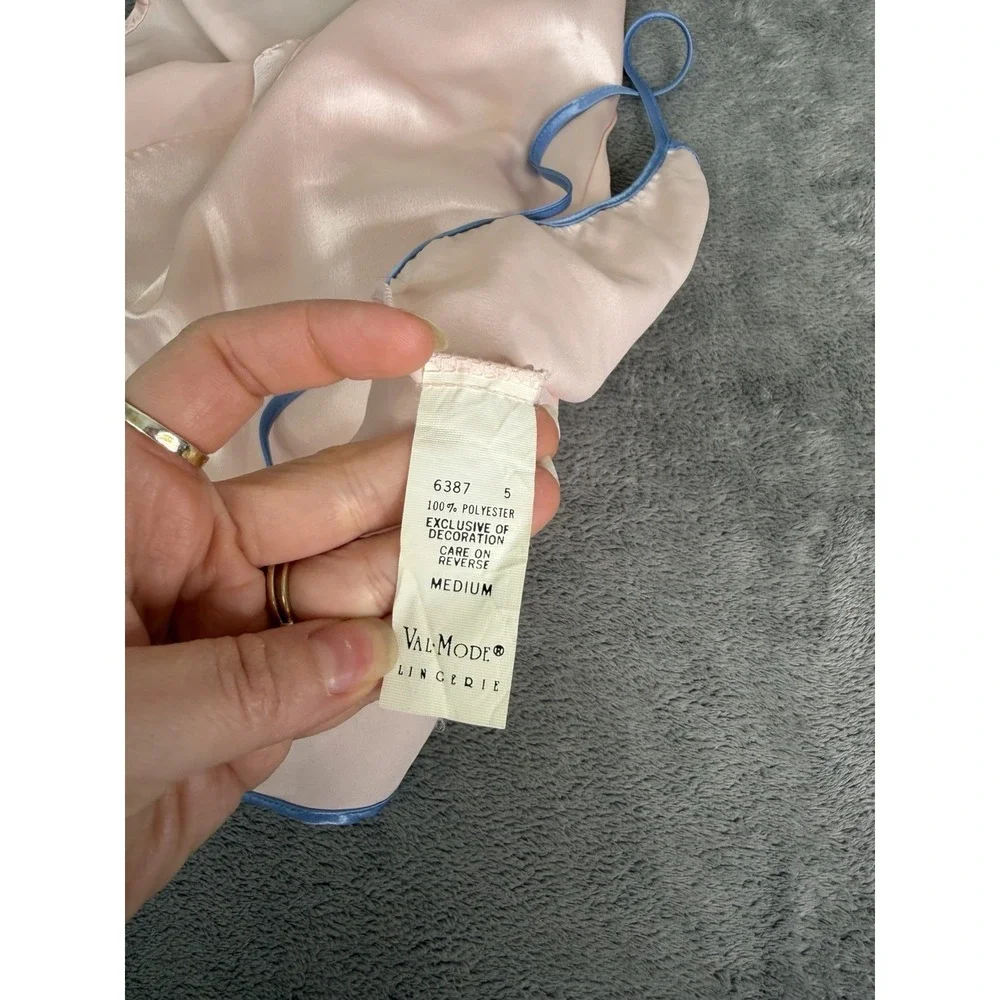 6387 5
100% POLYESTER
EXCLUSIVE OF
DECORATION
CARE ON
REVERSE
MEDIUM
VAL·MODE®
LINGERIE